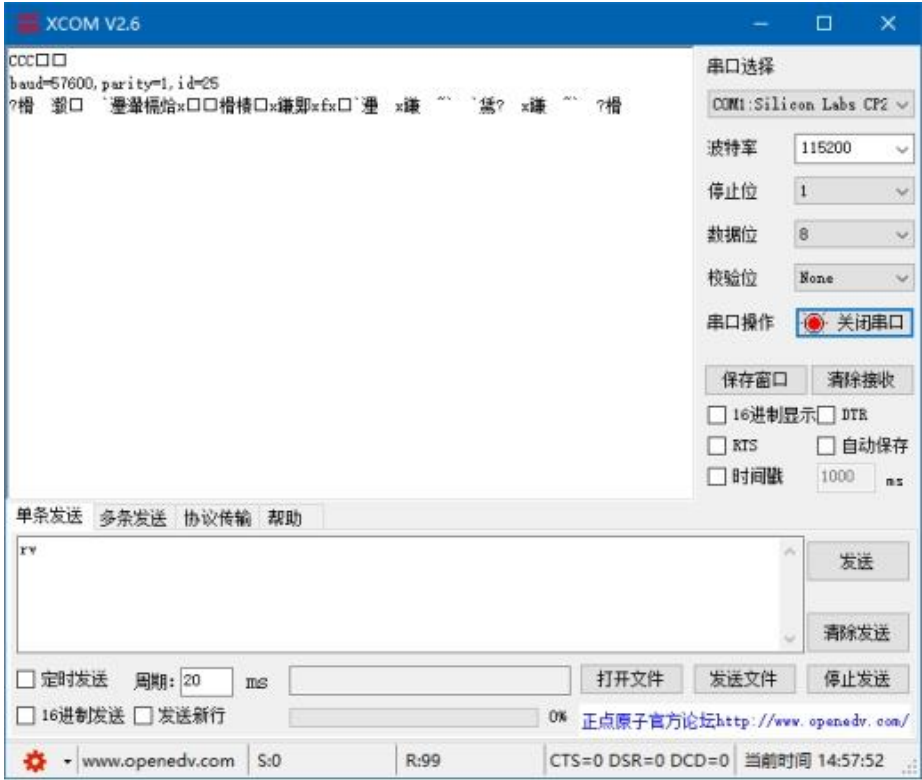 XCOM V2.6
CCC
baud=57600,parity=1,id=25
串口选择
COM1:Silicon Labs CP2
波特率 115200
停止位 1
数据位 8
校验位 None
串口操作 关闭串口
保存窗口 清除接收
16进制显示 DTR
RTS 自动保存
时间戳 1000 ms
单条发送 多条发送 协议传输 帮助
rv
发送
清除发送
定时发送 周期: 20 ms 打开文件 发送文件 停止发送
16进制发送 发送新行 0% 正点原子官方论坛http://www.openedv.com/
www.openedv.com S:0 R:99 CTS=0 DSR=0 DCD=0 当前时间 14:57:52